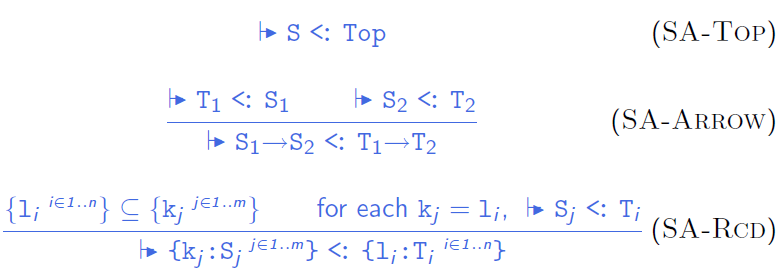 ⊢▸ S <: Top (SA-TOP)
⊢▸ T₁ <: S₁ ⊢▸ S₂ <: T₂
⊢▸ S₁→S₂ <: T₁→T₂ (SA-ARROW)
{lᵢ ⁱ∈¹··ⁿ} ⊆ {kⱼ ʲ∈¹··ᵐ} for each kⱼ = lᵢ, ⊢▸ Sⱼ <: Tᵢ
⊢▸ {kⱼ:Sⱼ ʲ∈¹··ᵐ} <: {lᵢ:Tᵢ ⁱ∈¹··ⁿ} (SA-RCD)